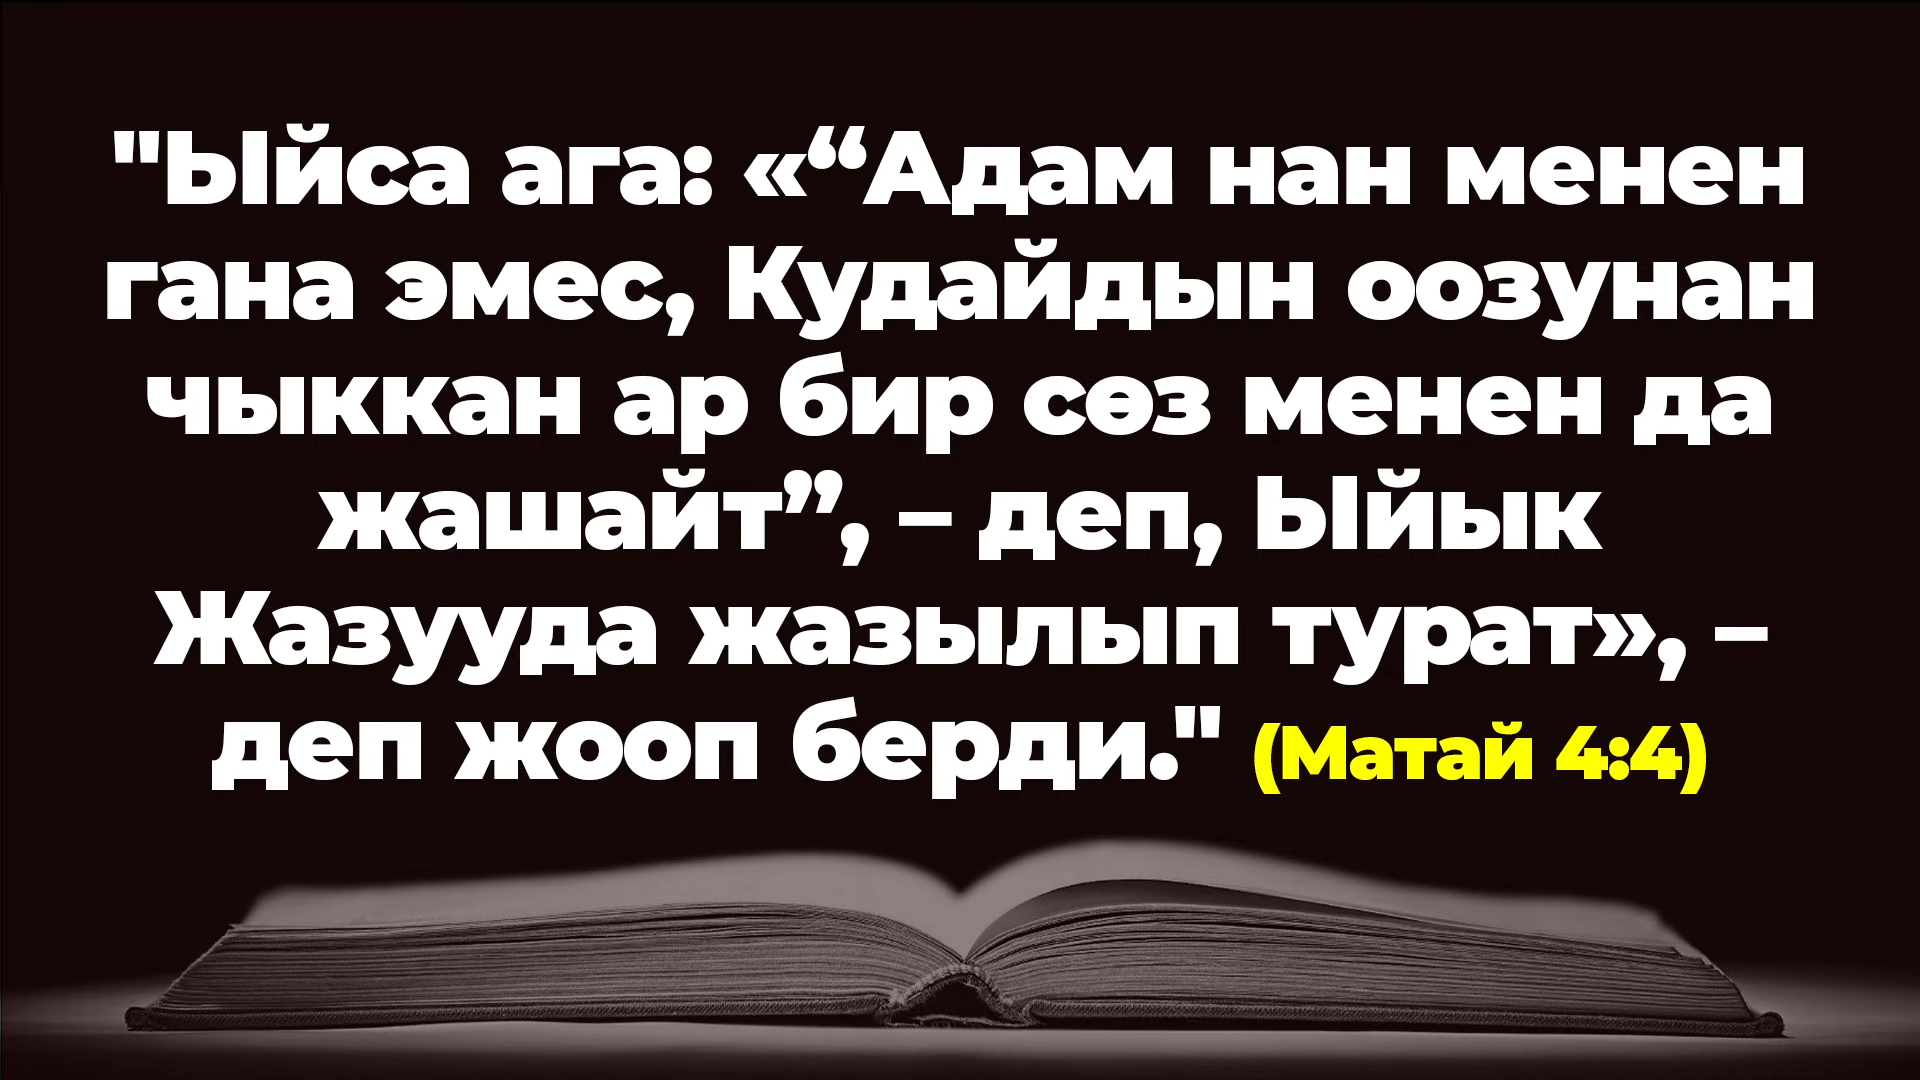 "Ыйса ага: «“Адам нан менен
гана эмес, Кудайдын оозунан
чыккан ар бир сөз менен да
жашайт”, – деп, Ыйык
Жазууда жазылып турат», –
деп жооп берди." (Матай 4:4)